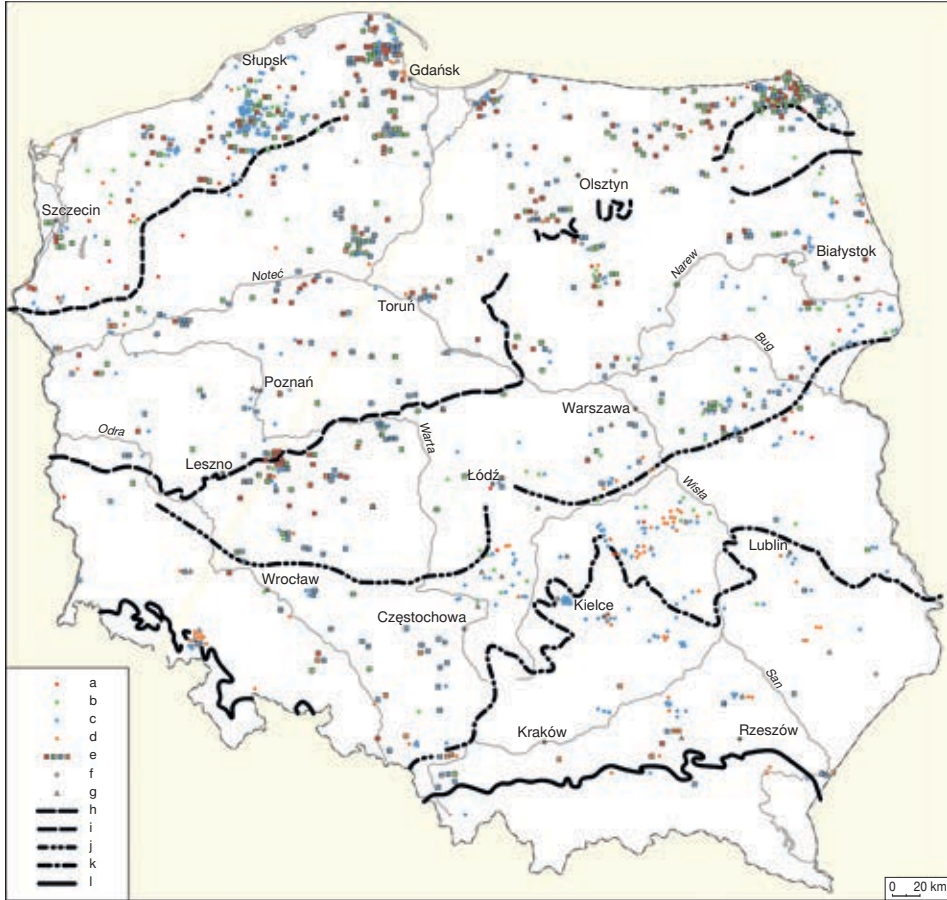 Słupsk
Gdańsk
Olsztyn
Szczecin
Białystok
Narew
Noteć
Toruń
Bug
Poznań
Warszawa
Odra
Warta
Leszno
Łódź
Wisła
Lublin
Wrocław
Kielce
Częstochowa
San
Kraków
Rzeszów
a
b
c
d
e
f
g
h
i
j
k
l
0 20 km